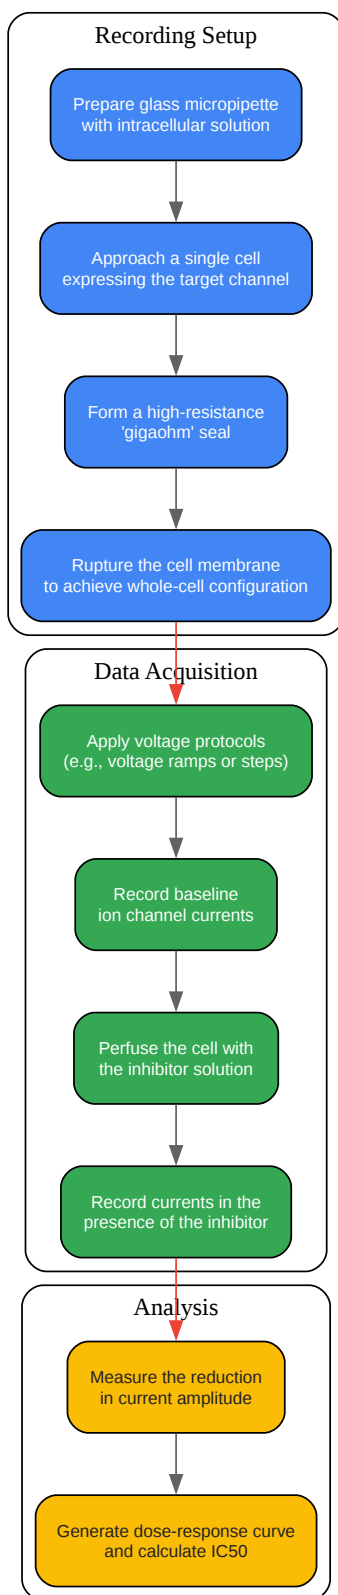 Recording Setup
Prepare glass micropipette
with intracellular solution
Approach a single cell
expressing the target channel
Form a high-resistance
'gigaohm' seal
Rupture the cell membrane
to achieve whole-cell configuration
Data Acquisition
Apply voltage protocols
(e.g., voltage ramps or steps)
Record baseline
ion channel currents
Perfuse the cell with
the inhibitor solution
Record currents in the
presence of the inhibitor
Analysis
Measure the reduction
in current amplitude
Generate dose-response curve
and calculate IC50